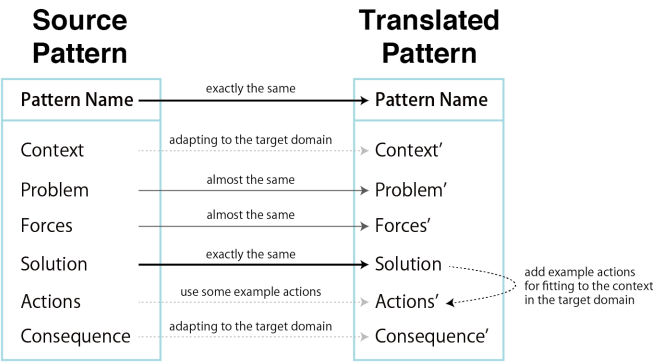 Source
Pattern
Translated
Pattern
Pattern Name exactly the same Pattern Name
Context adapting to the target domain Context’
Problem almost the same Problem’
Forces almost the same Forces’
Solution exactly the same Solution
add example actions
for fitting to the context
in the target domain
Actions use some example actions Actions’
Consequence adapting to the target domain Consequence’